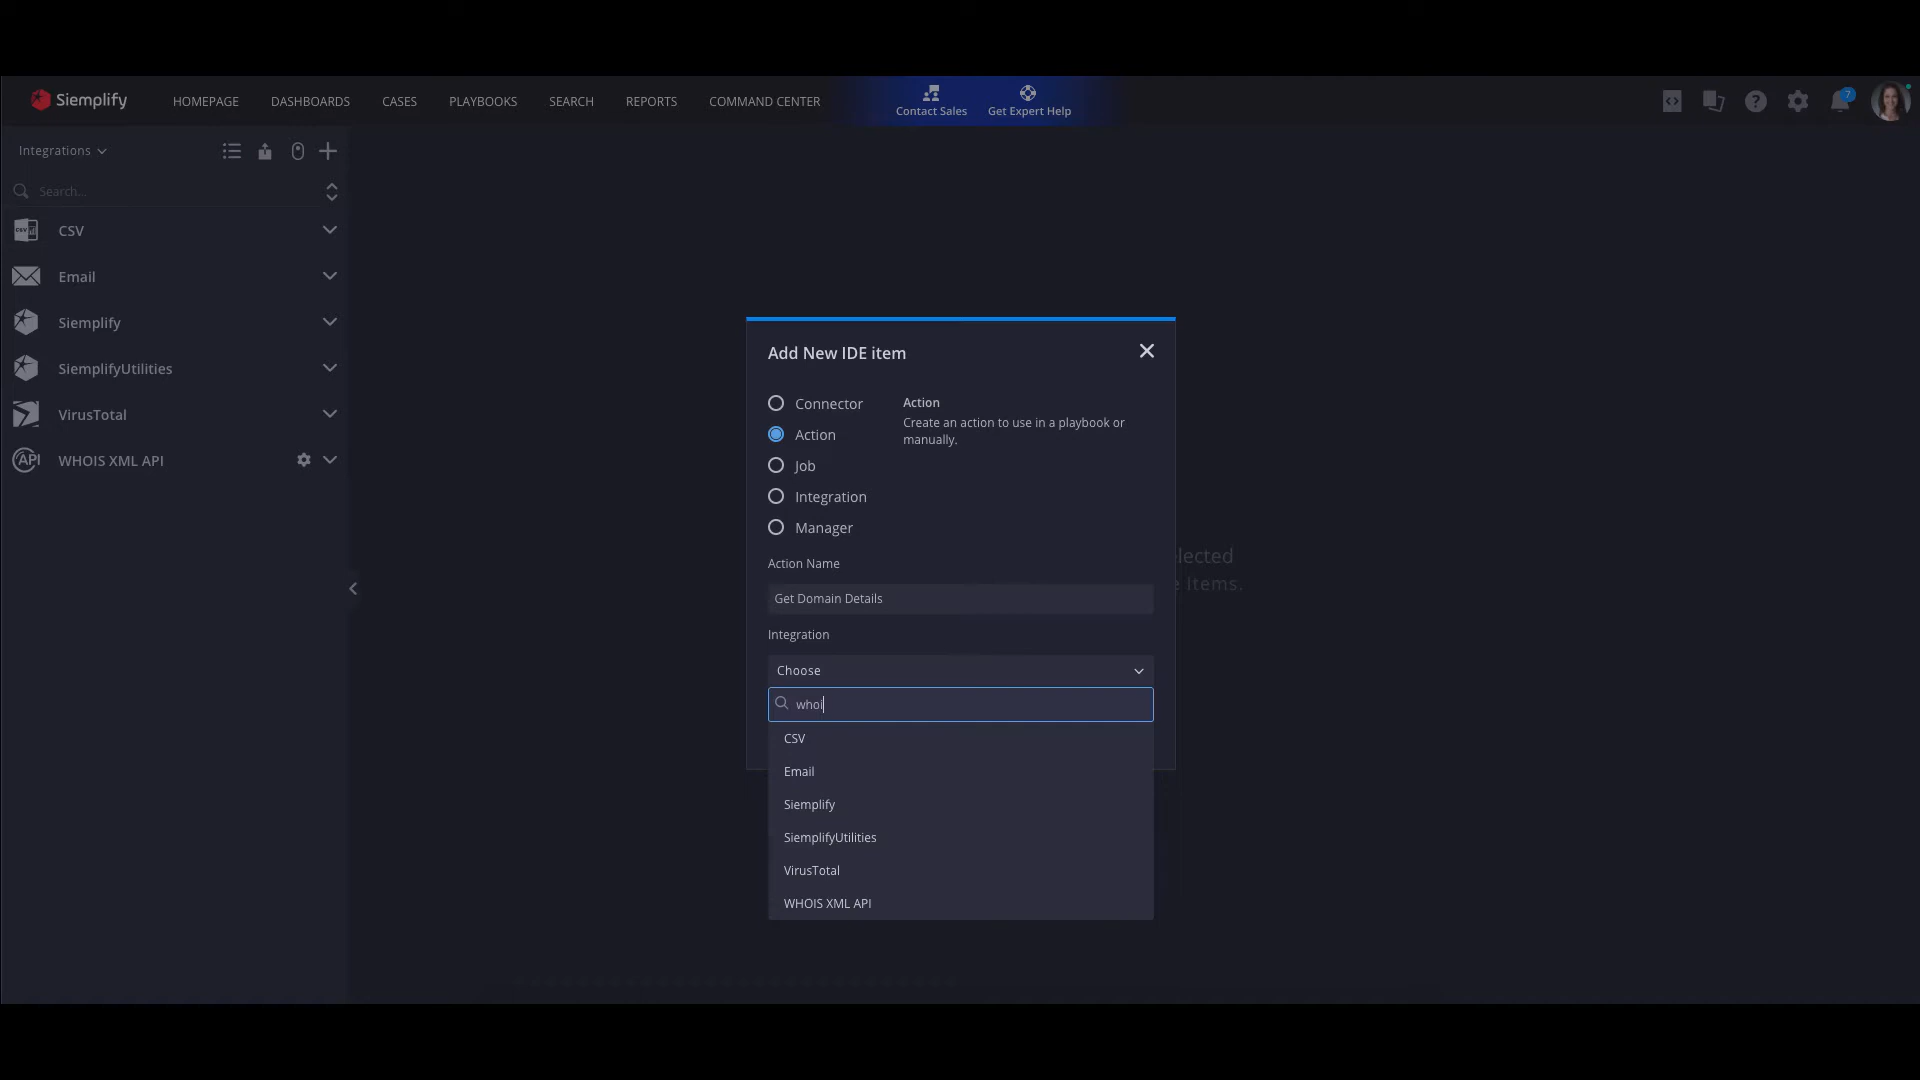 Siemplify
HOMEPAGE
DASHBOARDS
CASES
PLAYBOOKS
SEARCH
REPORTS
COMMAND CENTER
Contact Sales
Get Expert Help
7
Integrations
Search...
CSV
Email
Siemplify
SiemplifyUtilities
VirusTotal
API
WHOIS XML API
Add New IDE item
Connector
Action
Job
Integration
Manager
Action
Create an action to use in a playbook or
manually.
Action Name
Get Domain Details
Integration
Choose
whoi
CSV
Email
Siemplify
SiemplifyUtilities
VirusTotal
WHOIS XML API
lected
Items.